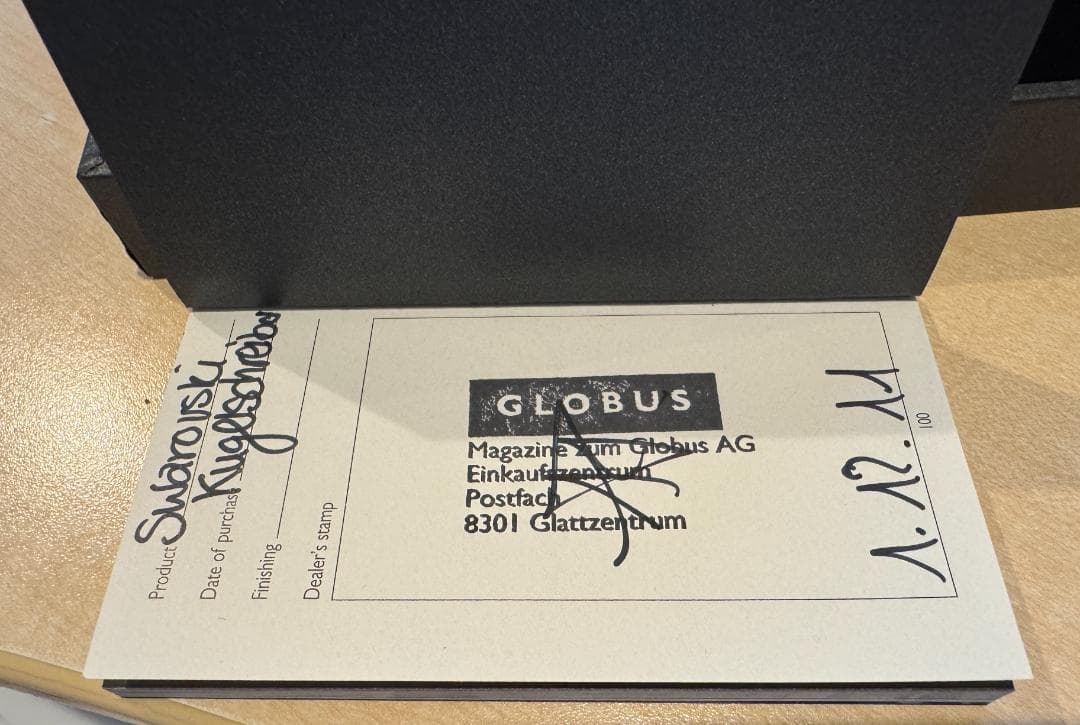 Product Swarovski
Kugelschreiber
Date of purchase
Finishing
Dealer's stamp
GLOBUS
Magazine zum Globus AG
Einkaufszentrum
Postfach
8301 Glattzentrum
1.12.11
100